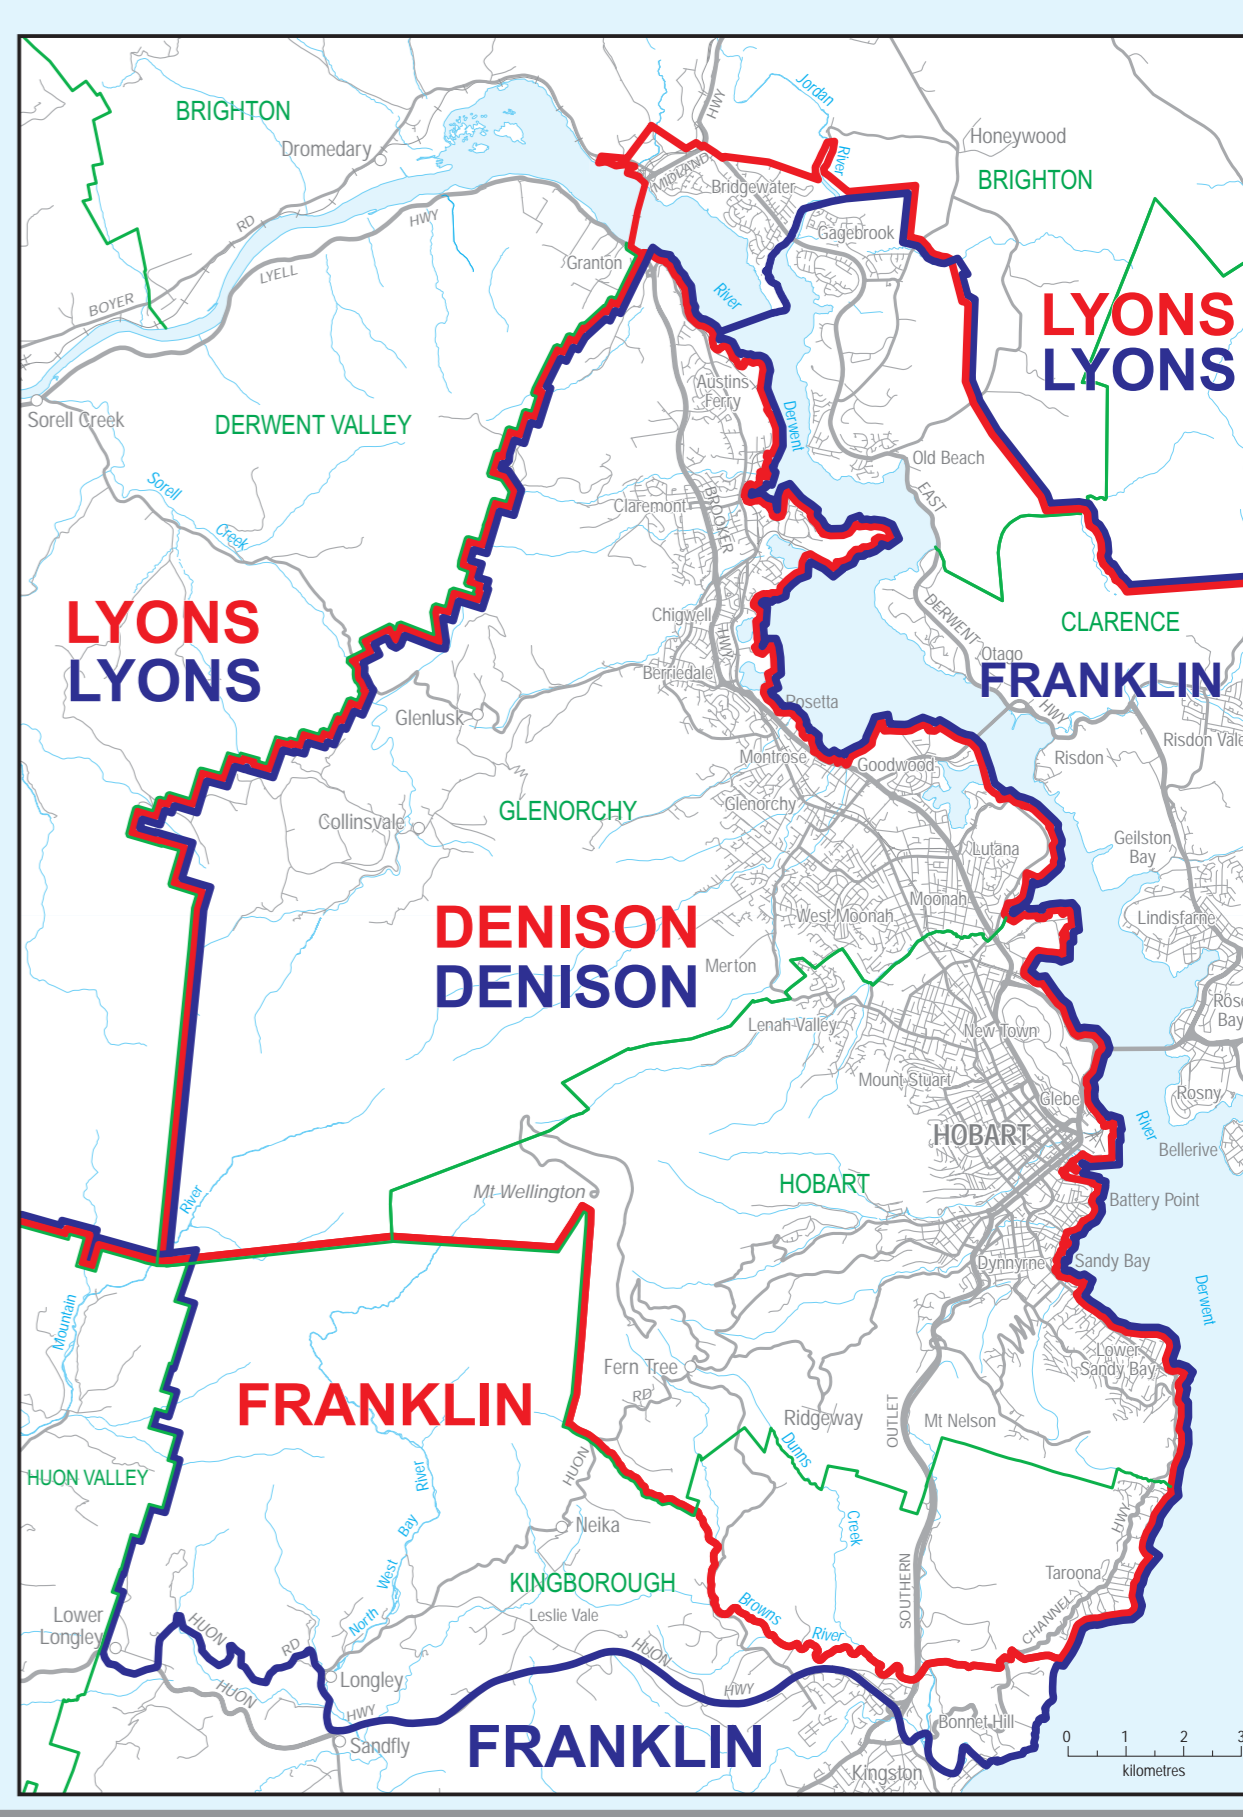 BRIGHTON
Dromedary
HWY
Jordan
River
Honeywood
BRIGHTON
MIDLAND
Bridgewater
Gagebrook
RD
HWY
LYELL
BOYER
Granton
River
LYONS
LYONS
Sorell Creek
DERWENT VALLEY
Austins
Ferry
Derwent
Old Beach
EAST
Sorell
Creek
Claremont
BROOKER
HWY
DERWENT
HWY
LYONS
LYONS
Chigwell
Berriedale
CLARENCE
Otago
FRANKLIN
Glenlusk
Rosetta
Montrose
Goodwood
Risdon
Risdon Vale
Collinsvale
GLENORCHY
Glenorchy
Lutana
Geilston
Bay
DENISON
DENISON
West Moonah
Moonah
Lindisfarne
Merton
Lenah Valley
New Town
Rose
Bay
Mount Stuart
Glebe
Rosny
HOBART
River
Bellerive
River
Mt Wellington
HOBART
Battery Point
Dynnyrne
Sandy Bay
Derwent
Mountain
Fern Tree
Lower
Sandy Bay
FRANKLIN
RD
Ridgeway
OUTLET
Mt Nelson
HUON VALLEY
River
Bay
West
North
HUON
Dunns
Creek
Neika
KINGBOROUGH
Leslie Vale
SOUTHERN
HWY
Taroona
CHANNEL
Lower
Longley
HUON
RD
Browns
River
HUON
HWY
HUON
HWY
Longley
Sandfly
FRANKLIN
Bonnet Hill
Kingston
0 1 2 3
kilometres